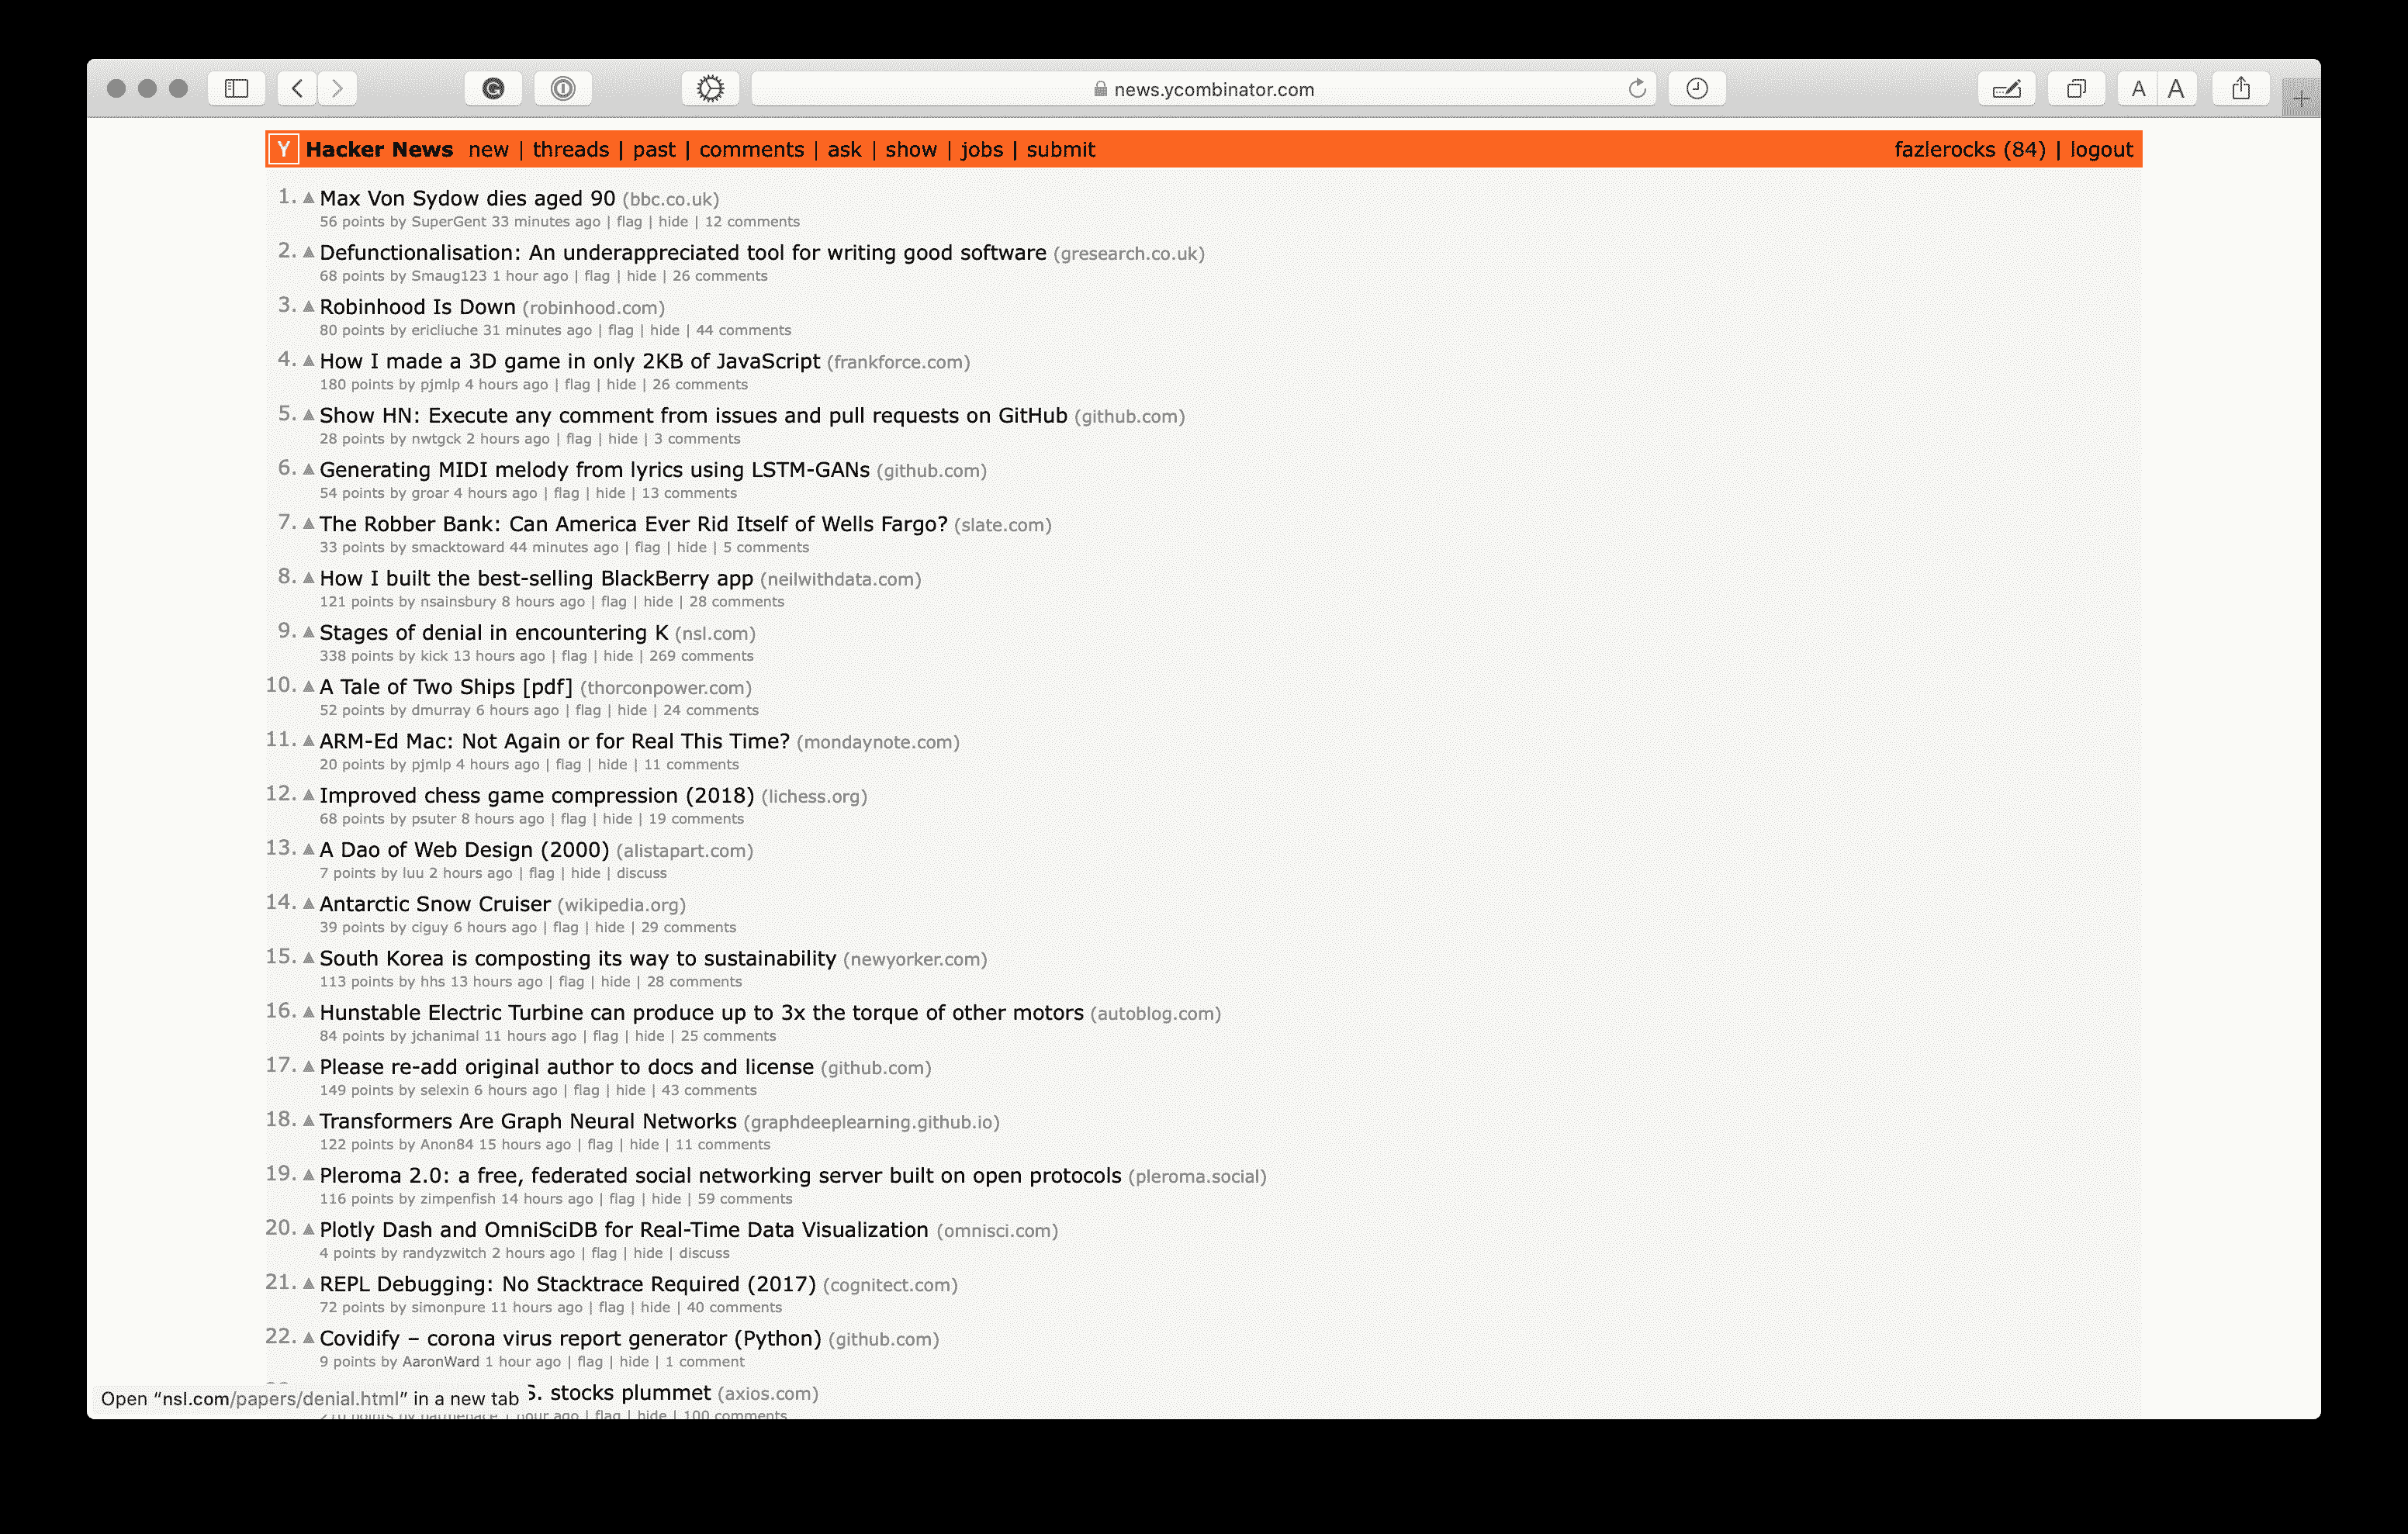 news.ycombinator.com
A A
Y Hacker News new | threads | past | comments | ask | show | jobs | submit fazlerocks (84) | logout
1. Max Von Sydow dies aged 90 (bbc.co.uk)
56 points by SuperGent 33 minutes ago | flag | hide | 12 comments
2. Defunctionalisation: An underappreciated tool for writing good software (gresearch.co.uk)
68 points by Smaug123 1 hour ago | flag | hide | 26 comments
3. Robinhood Is Down (robinhood.com)
80 points by ericliuche 31 minutes ago | flag | hide | 44 comments
4. How I made a 3D game in only 2KB of JavaScript (frankforce.com)
180 points by pjmlp 4 hours ago | flag | hide | 26 comments
5. Show HN: Execute any comment from issues and pull requests on GitHub (github.com)
28 points by nwtgck 2 hours ago | flag | hide | 3 comments
6. Generating MIDI melody from lyrics using LSTM-GANs (github.com)
54 points by groar 4 hours ago | flag | hide | 13 comments
7. The Robber Bank: Can America Ever Rid Itself of Wells Fargo? (slate.com)
33 points by smacktoward 44 minutes ago | flag | hide | 5 comments
8. How I built the best-selling BlackBerry app (neilwithdata.com)
121 points by nsainsbury 8 hours ago | flag | hide | 28 comments
9. Stages of denial in encountering K (nsl.com)
338 points by kick 13 hours ago | flag | hide | 269 comments
10. A Tale of Two Ships [pdf] (thorconpower.com)
52 points by dmurray 6 hours ago | flag | hide | 24 comments
11. ARM-Ed Mac: Not Again or for Real This Time? (mondaynote.com)
20 points by pjmlp 4 hours ago | flag | hide | 11 comments
12. Improved chess game compression (2018) (lichess.org)
68 points by psuter 8 hours ago | flag | hide | 19 comments
13. A Dao of Web Design (2000) (alistapart.com)
7 points by luu 2 hours ago | flag | hide | discuss
14. Antarctic Snow Cruiser (wikipedia.org)
39 points by ciguy 6 hours ago | flag | hide | 29 comments
15. South Korea is composting its way to sustainability (newyorker.com)
113 points by hhs 13 hours ago | flag | hide | 28 comments
16. Hunstable Electric Turbine can produce up to 3x the torque of other motors (autoblog.com)
84 points by jchanimal 11 hours ago | flag | hide | 25 comments
17. Please re-add original author to docs and license (github.com)
149 points by selexin 6 hours ago | flag | hide | 43 comments
18. Transformers Are Graph Neural Networks (graphdeeplearning.github.io)
122 points by Anon84 15 hours ago | flag | hide | 11 comments
19. Pleroma 2.0: a free, federated social networking server built on open protocols (pleroma.social)
116 points by zimpenfish 14 hours ago | flag | hide | 59 comments
20. Plotly Dash and OmniSciDB for Real-Time Data Visualization (omnisci.com)
4 points by randyzwitch 2 hours ago | flag | hide | discuss
21. REPL Debugging: No Stacktrace Required (2017) (cognitect.com)
72 points by simonpure 11 hours ago | flag | hide | 40 comments
22. Covidify – corona virus report generator (Python) (github.com)
9 points by AaronWard 1 hour ago | flag | hide | 1 comment
Open “nsl.com/papers/denial.html” in a new tab S. stocks plummet (axios.com)
hour ago | flag | hide | 100 comments